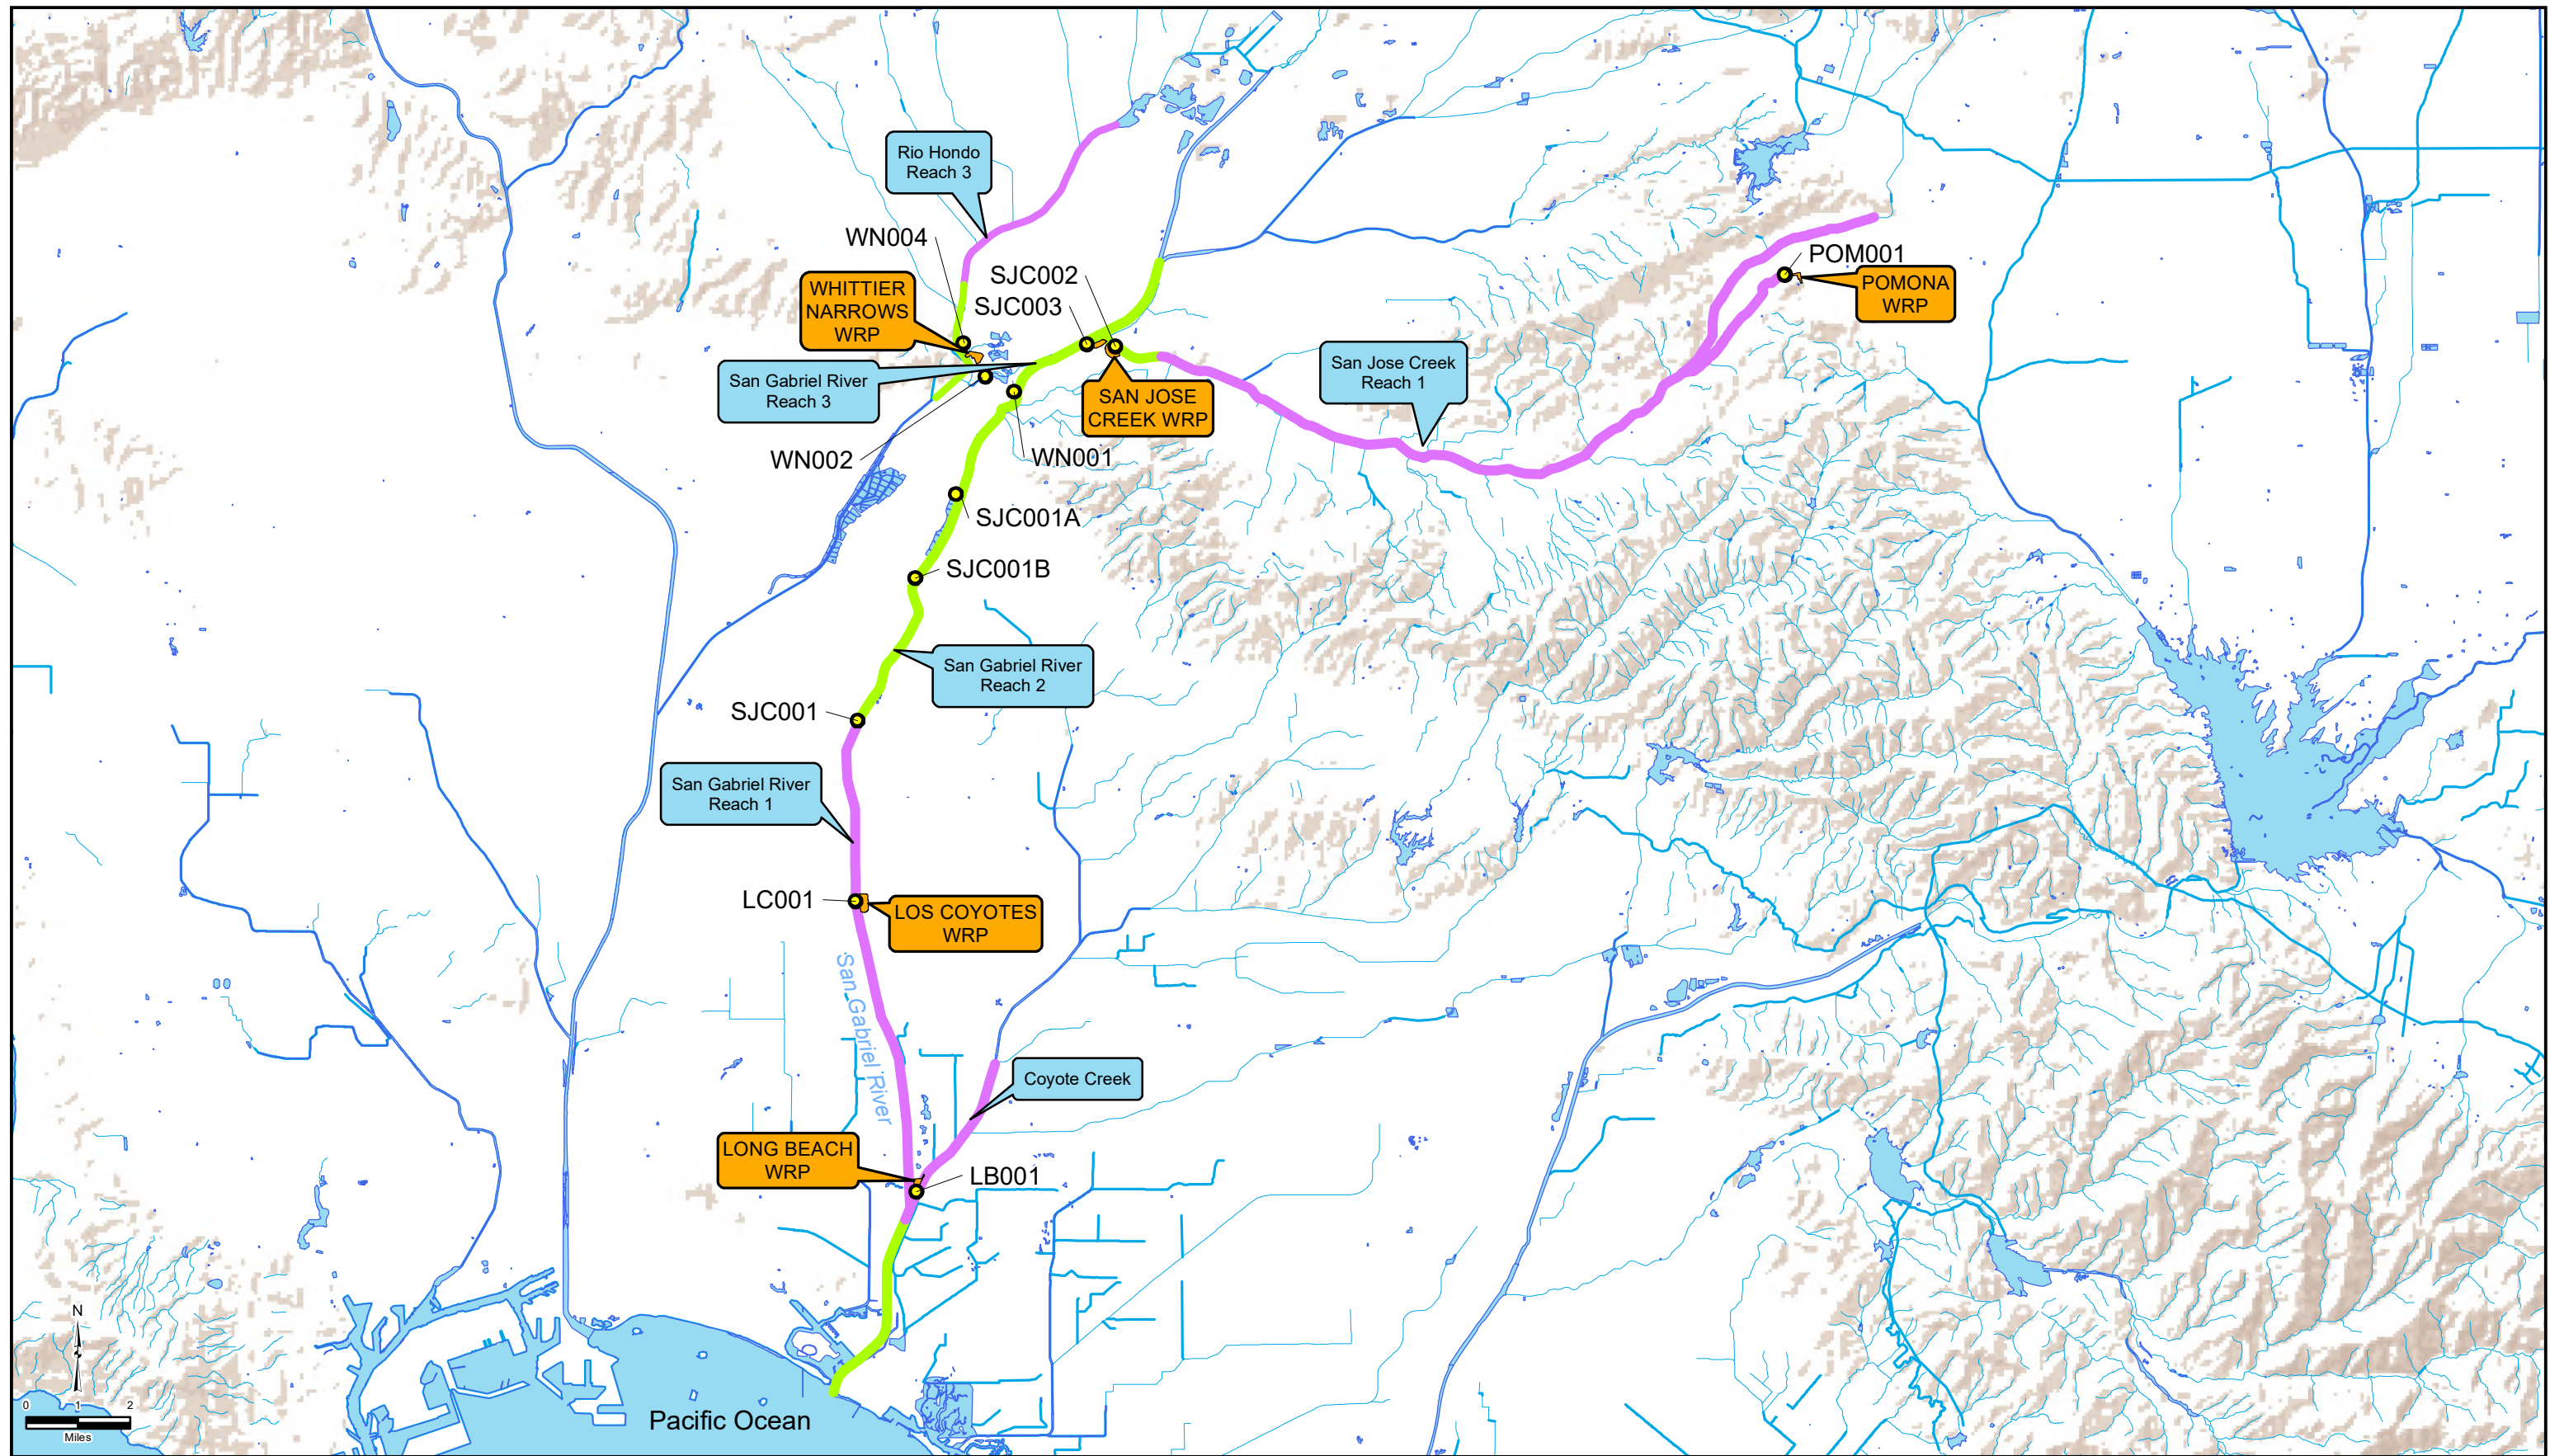 Rio Hondo
Reach 3
WN004
SJC002
POM001
WHITTIER
NARROWS
WRP
SJC003
POMONA
WRP
San Gabriel River
Reach 3
SAN JOSE
CREEK WRP
San Jose Creek
Reach 1
WN002
WN001
SJC001A
SJC001B
San Gabriel River
Reach 2
SJC001
San Gabriel River
Reach 1
LC001
LOS COYOTES
WRP
San Gabriel River
Coyote Creek
LONG BEACH
WRP
LB001
N
0 1 2
Miles
Pacific Ocean